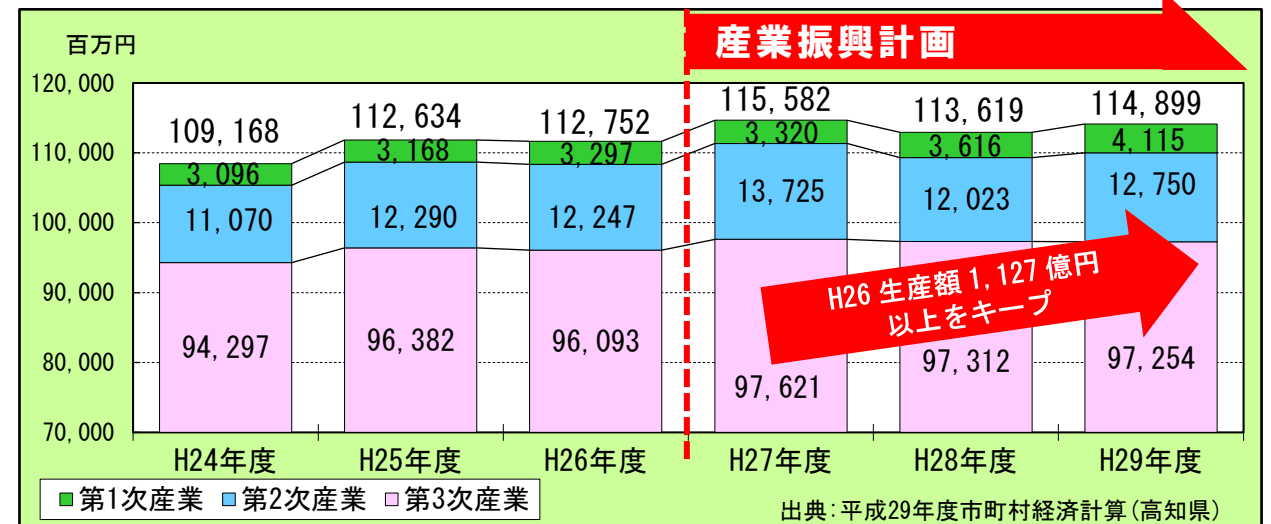 百万円
産業振興計画
120,000
110,000
100,000
90,000
80,000
70,000
109,168
112,634
112,752
115,582
113,619
114,899
3,096
3,168
3,297
3,320
3,616
4,115
11,070
12,290
12,247
13,725
12,023
12,750
H26 生産額 1,127 億円
以上をキープ
94,297
96,382
96,093
97,621
97,312
97,254
H24年度
H25年度
H26年度
H27年度
H28年度
H29年度
第1次産業 第2次産業 第3次産業
出典:平成29年度市町村経済計算(高知県)